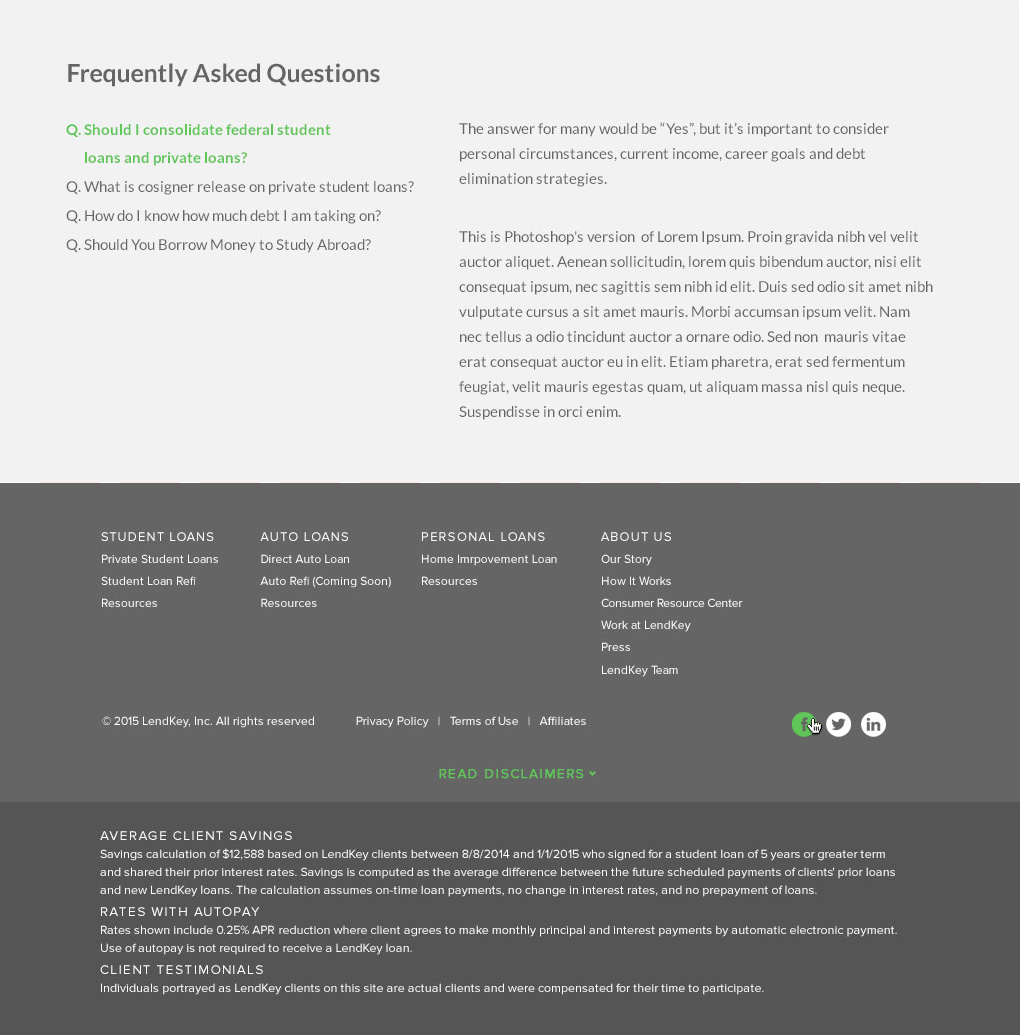 Frequently Asked Questions
Q. Should I consolidate federal student
loans and private loans?
Q. What is cosigner release on private student loans?
Q. How do I know how much debt I am taking on?
Q. Should You Borrow Money to Study Abroad?
The answer for many would be “Yes”, but it’s important to consider
personal circumstances, current income, career goals and debt
elimination strategies.
This is Photoshop's version of Lorem Ipsum. Proin gravida nibh vel velit
auctor aliquet. Aenean sollicitudin, lorem quis bibendum auctor, nisi elit
consequat ipsum, nec sagittis sem nibh id elit. Duis sed odio sit amet nibh
vulputate cursus a sit amet mauris. Morbi accumsan ipsum velit. Nam
nec tellus a odio tincidunt auctor a ornare odio. Sed non mauris vitae
erat consequat auctor eu in elit. Etiam pharetra, erat sed fermentum
feugiat, velit mauris egestas quam, ut aliquam massa nisl quis neque.
Suspendisse in orci enim.
STUDENT LOANS
Private Student Loans
Student Loan Refi
Resources
AUTO LOANS
Direct Auto Loan
Auto Refi (Coming Soon)
Resources
PERSONAL LOANS
Home Imrpovement Loan
Resources
ABOUT US
Our Story
How It Works
Consumer Resource Center
Work at LendKey
Press
LendKey Team
© 2015 LendKey, Inc. All rights reserved
Privacy Policy | Terms of Use | Affiliates
f
in
READ DISCLAIMERS
AVERAGE CLIENT SAVINGS
Savings calculation of $12,588 based on LendKey clients between 8/8/2014 and 1/1/2015 who signed for a student loan of 5 years or greater term
and shared their prior interest rates. Savings is computed as the average difference between the future scheduled payments of clients' prior loans
and new LendKey loans. The calculation assumes on-time loan payments, no change in interest rates, and no prepayment of loans.
RATES WITH AUTOPAY
Rates shown include 0.25% APR reduction where client agrees to make monthly principal and interest payments by automatic electronic payment.
Use of autopay is not required to receive a LendKey loan.
CLIENT TESTIMONIALS
Individuals portrayed as LendKey clients on this site are actual clients and were compensated for their time to participate.